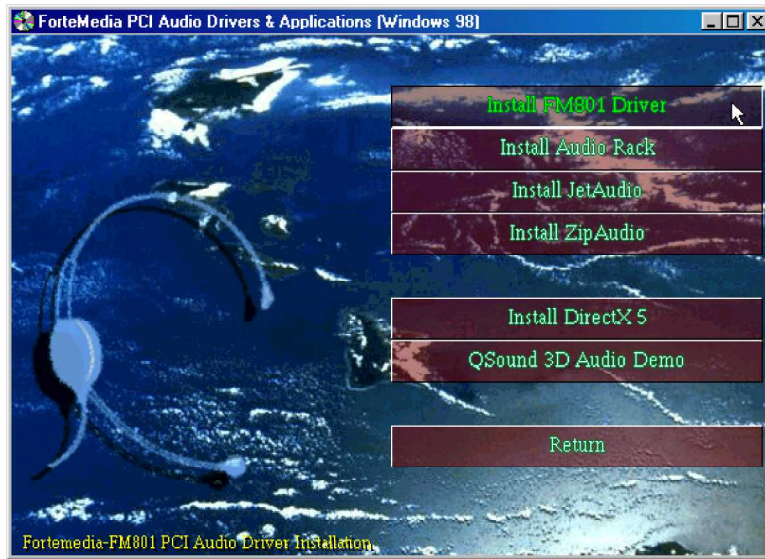 ForteMedia PCI Audio Drivers & Applications (Windows 98)
Install FM801 Driver
Install Audio Rack
Install JetAudio
Install ZipAudio
Install DirectX 5
QSound 3D Audio Demo
Return
Fortemedia-FM801 PCI Audio Driver Installation.